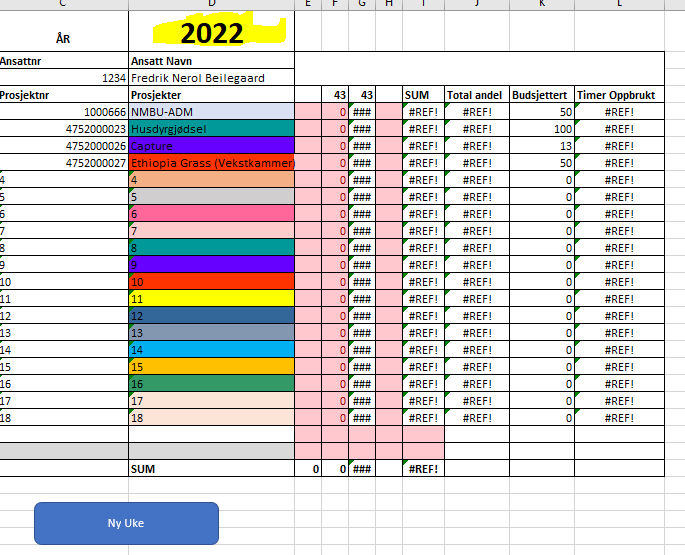 C D E F G H I J K L
ÅR 2022
Ansattnr Ansatt Navn
1234 Fredrik Nerol Beilegaard
Prosjektnr Prosjekter 43 43 SUM Total andel Budsjettert Timer Oppbrukt
1000666 NMBU-ADM 0 ### #REF! #REF! 50 #REF!
4752000023 Husdyrgjødsel 0 ### #REF! #REF! 100 #REF!
4752000026 Capture 0 ### #REF! #REF! 13 #REF!
4752000027 Ethiopia Grass (Vekstkammer) 0 ### #REF! #REF! 50 #REF!
4 4 0 ### #REF! #REF! 0 #REF!
5 5 0 ### #REF! #REF! 0 #REF!
6 6 0 ### #REF! #REF! 0 #REF!
7 7 0 ### #REF! #REF! 0 #REF!
8 8 0 ### #REF! #REF! 0 #REF!
9 9 0 ### #REF! #REF! 0 #REF!
10 10 0 ### #REF! #REF! 0 #REF!
11 11 0 ### #REF! #REF! 0 #REF!
12 12 0 ### #REF! #REF! 0 #REF!
13 13 0 ### #REF! #REF! 0 #REF!
14 14 0 ### #REF! #REF! 0 #REF!
15 15 0 ### #REF! #REF! 0 #REF!
16 16 0 ### #REF! #REF! 0 #REF!
17 17 0 ### #REF! #REF! 0 #REF!
18 18 0 ### #REF! #REF! 0 #REF!
SUM 0 0 ### #REF!
Ny Uke